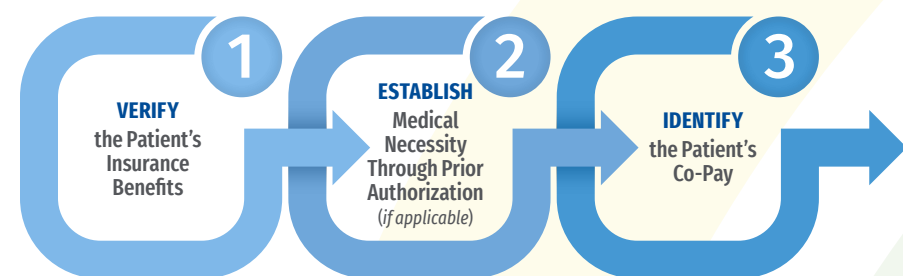 1
VERIFY
the Patient's
Insurance
Benefits
2
ESTABLISH
Medical
Necessity
Through Prior
Authorization
(if applicable)
3
IDENTIFY
the Patient's
Co-Pay